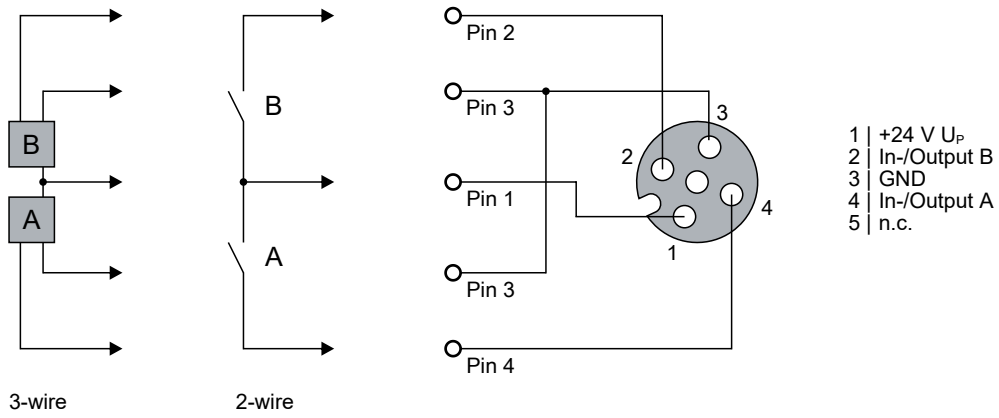 Pin 2
B
Pin 3
3
B
2
1 | +24 V Uₚ
2 | In-/Output B
3 | GND
4 | In-/Output A
5 | n.c.
Pin 1
4
A
A
1
Pin 3
Pin 4
3-wire
2-wire